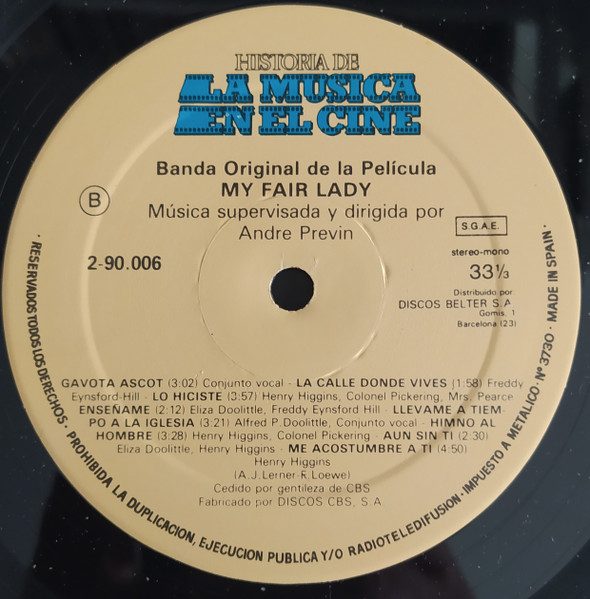 HISTORIA DE
LA MUSICA
EN EL CINE
Banda Original de la Película
MY FAIR LADY
Música supervisada y dirigida por
Andre Previn
B
2-90.006
S.G.A.E.
stereo-mono
33⅓
Distribuido por
DISCOS BELTER S.A
Gomis. 1
Barcelona (23)
GAVOTA ASCOT (3:02) Conjunto vocal - LA CALLE DONDE VIVES (1:58) Freddy
Eynsford-Hill - LO HICISTE (3:57) Henry Higgins, Colonel Pickering, Mrs. Pearce
ENSEÑAME (2:12) Eliza Doolittle, Freddy Eynsford Hill - LLEVAME A TIEM-
PO A LA IGLESIA (3:21) Alfred P. Doolittle, Conjunto vocal - HIMNO AL
HOMBRE (3:28) Henry Higgins, Colonel Pickering - AUN SIN TI (2:30)
Eliza Doolittle, Henry Higgins - ME ACOSTUMBRE A TI (4:50)
Henry Higgins
(A.J. Lerner-R. Loewe)
Cedido por gentileza de CBS
Fabricado por DISCOS CBS, S.A
· RESERVADOS TODOS LOS DERECHOS · PROHIBIDA LA DUPLICACION, EJECUCION PUBLICA Y/O RADIOTELEDIFUSION · IMPUESTO A METALICO · Nº 3730 · MADE IN SPAIN ·